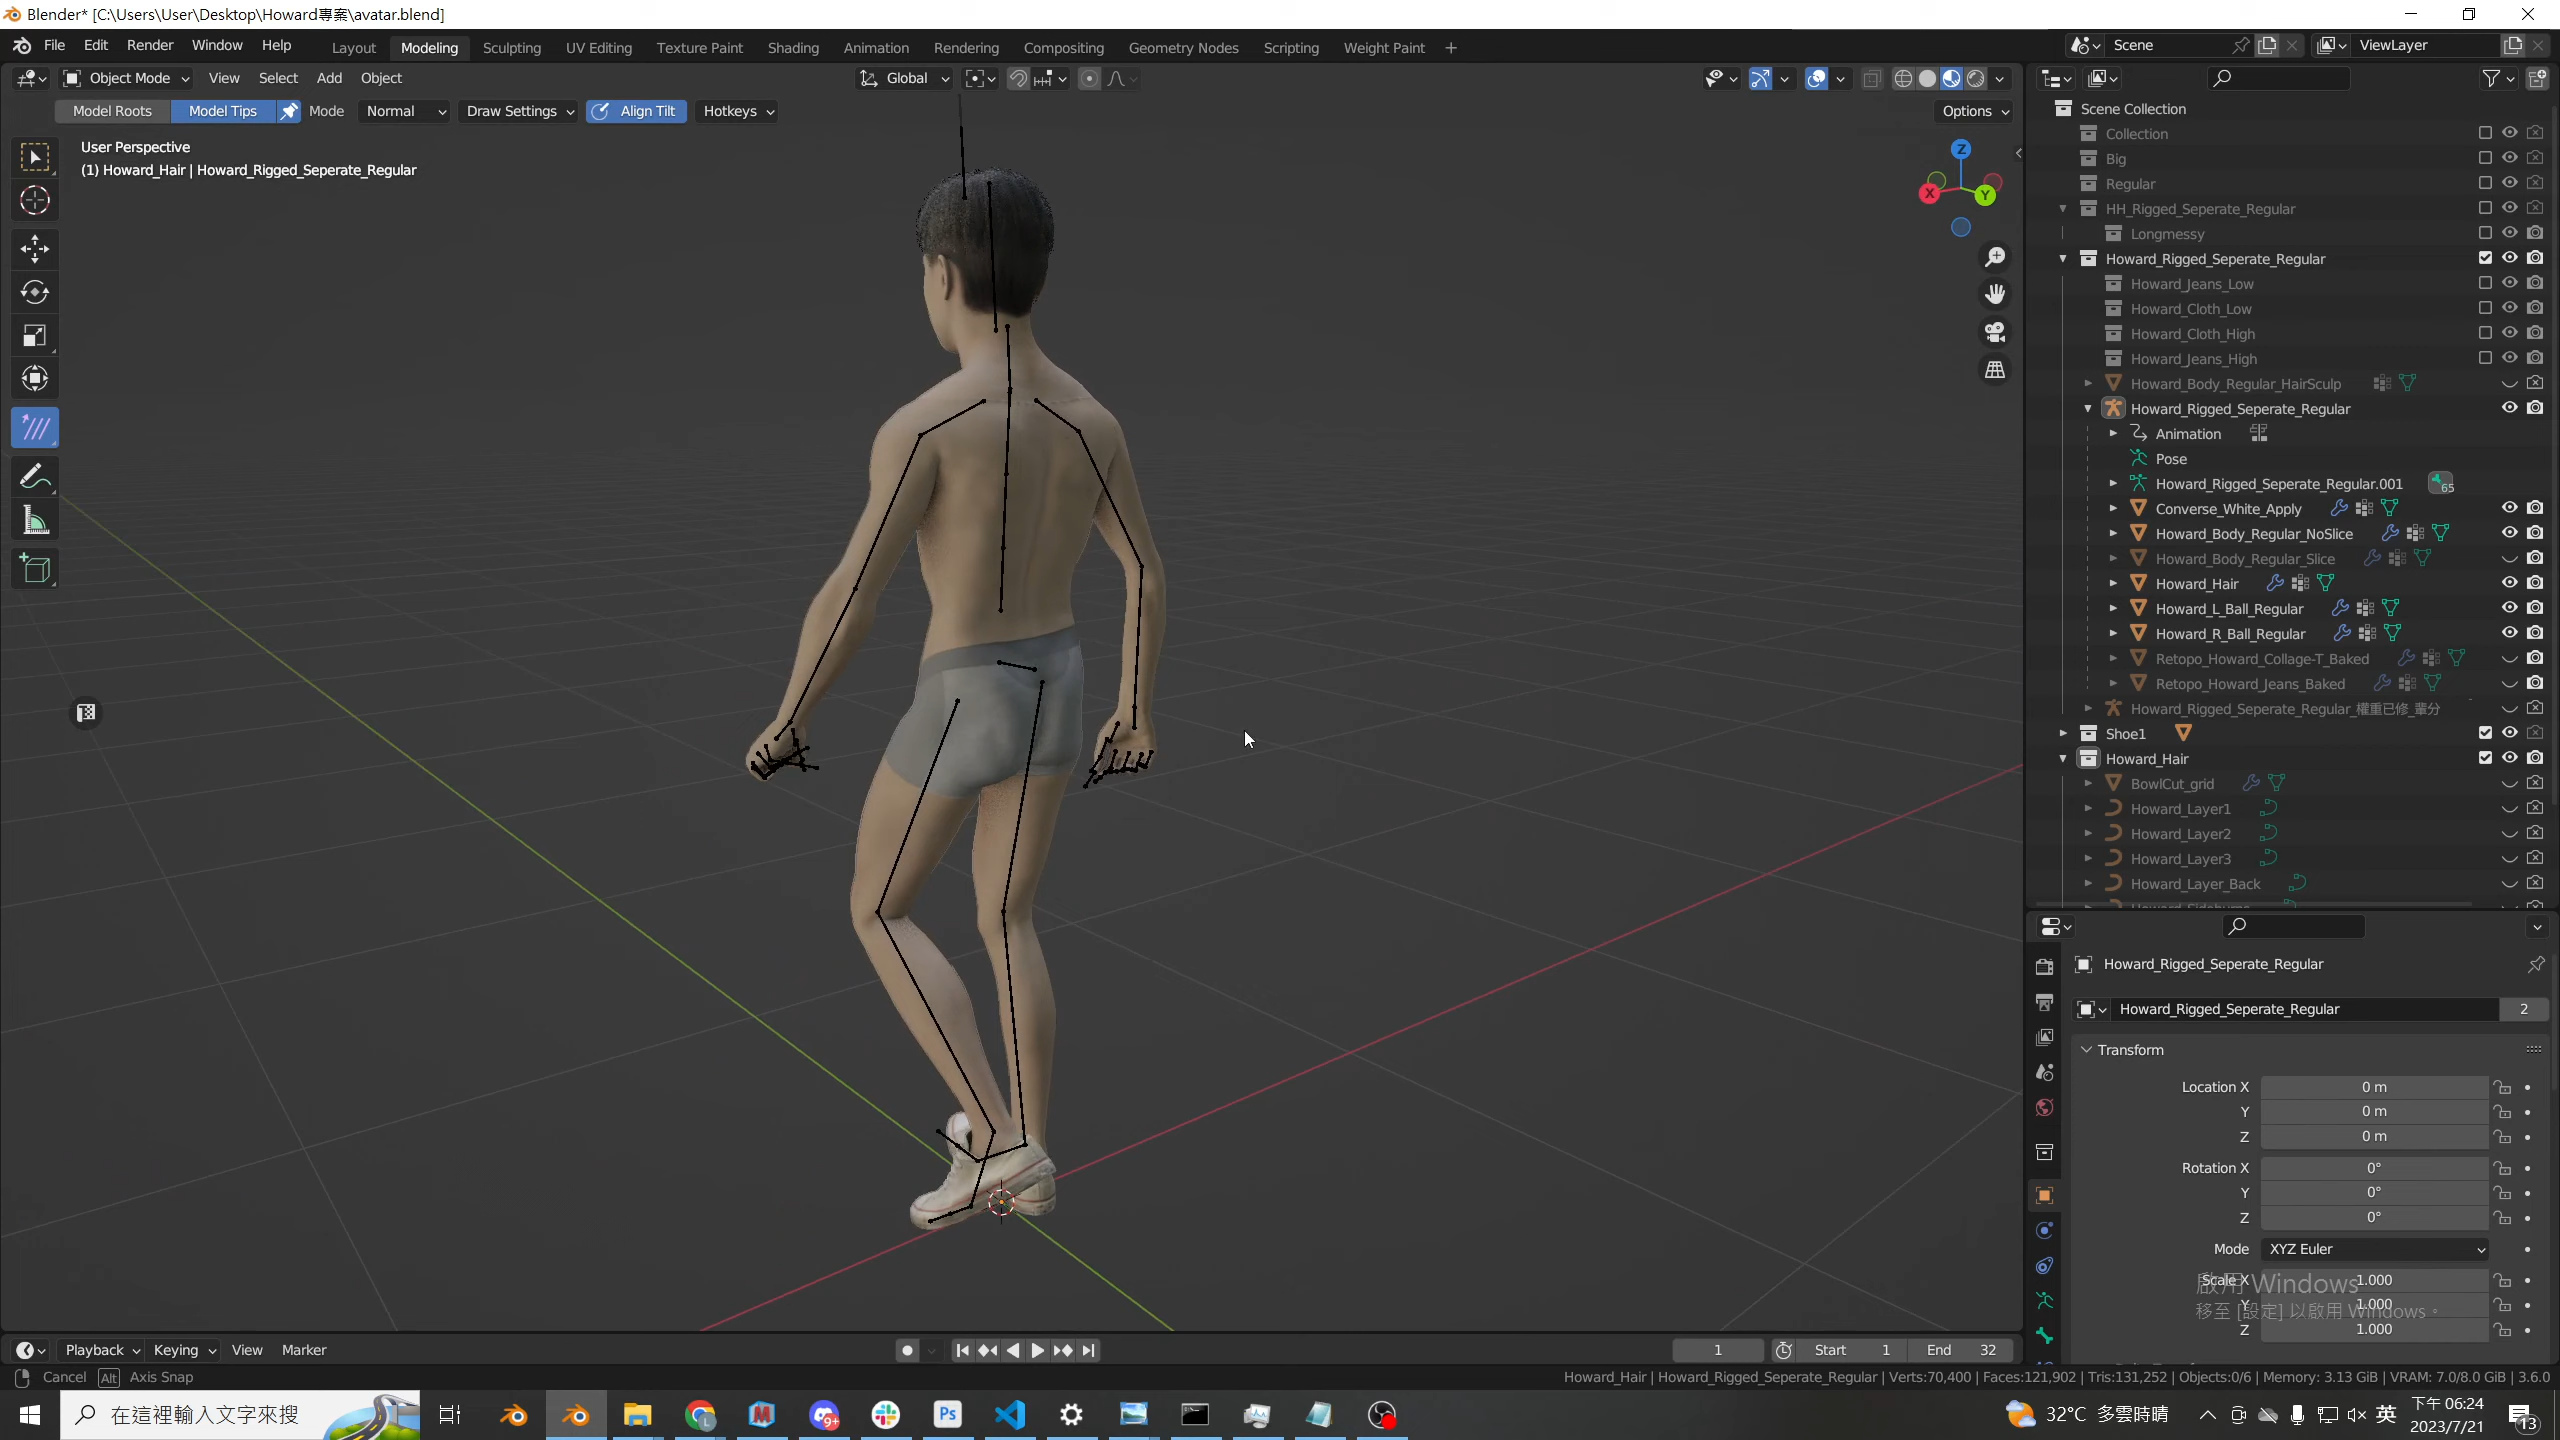 Blender* [C:\Users\User\Desktop\Howard專案\avatar.blend]
File Edit Render Window Help Layout Modeling Sculpting UV Editing Texture Paint Shading Animation Rendering Compositing Geometry Nodes Scripting Weight Paint + Scene ViewLayer
Object Mode View Select Add Object Global
Model Roots Model Tips Mode Normal Draw Settings Align Tilt Hotkeys Options
User Perspective
(1) Howard_Hair | Howard_Rigged_Seperate_Regular
Z
X
Y
Scene Collection
Collection
Big
Regular
HH_Rigged_Seperate_Regular
Longmessy
Howard_Rigged_Seperate_Regular
Howard_Jeans_Low
Howard_Cloth_Low
Howard_Cloth_High
Howard_Jeans_High
Howard_Body_Regular_HairSculp
Howard_Rigged_Seperate_Regular
Animation
Pose
Howard_Rigged_Seperate_Regular.001 65
Converse_White_Apply
Howard_Body_Regular_NoSlice
Howard_Body_Regular_Slice
Howard_Hair
Howard_L_Ball_Regular
Howard_R_Ball_Regular
Retopo_Howard_Collage-T_Baked
Retopo_Howard_Jeans_Baked
Howard_Rigged_Seperate_Regular_權重已修_輩分
Shoe1
Howard_Hair
BowlCut_grid
Howard_Layer1
Howard_Layer2
Howard_Layer3
Howard_Layer_Back
Howard_Rigged_Seperate_Regular
Howard_Rigged_Seperate_Regular 2
Transform
Location X 0 m
Y 0 m
Z 0 m
Rotation X 0°
Y 0°
Z 0°
Mode XYZ Euler
Scale X 1.000
Y 1.000
Z 1.000
啟用 Windows
移至 [設定] 以啟用 Windows。
Playback Keying View Marker 1 Start 1 End 32
Cancel Alt Axis Snap
Howard_Hair | Howard_Rigged_Seperate_Regular | Verts:70,400 | Faces:121,902 | Tris:131,252 | Objects:0/6 | Memory: 3.13 GiB | VRAM: 7.0/8.0 GiB | 3.6.0
在這裡輸入文字來搜
9+
Ps
32°C 多雲時晴
英
下午 06:24
2023/7/21
13